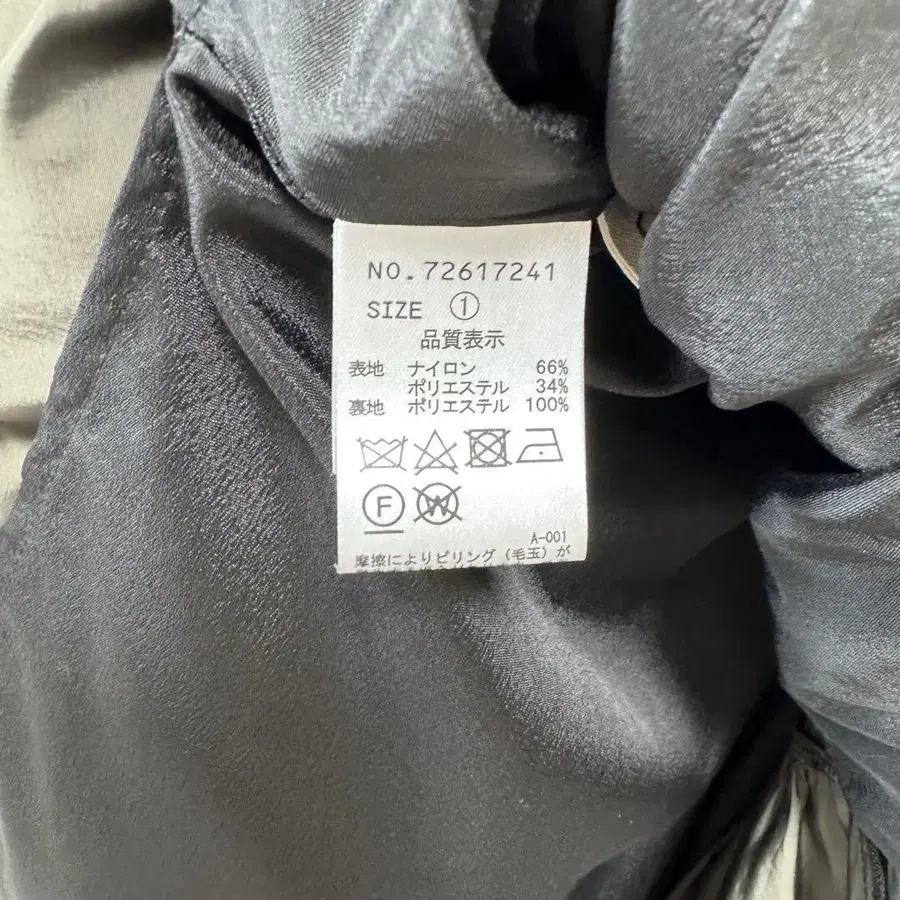 NO.72617241
SIZE ①
品質表示
表地 ナイロン 66%
ポリエステル 34%
裏地 ポリエステル 100%
F W
A-001
摩擦によりピリング(毛玉)が